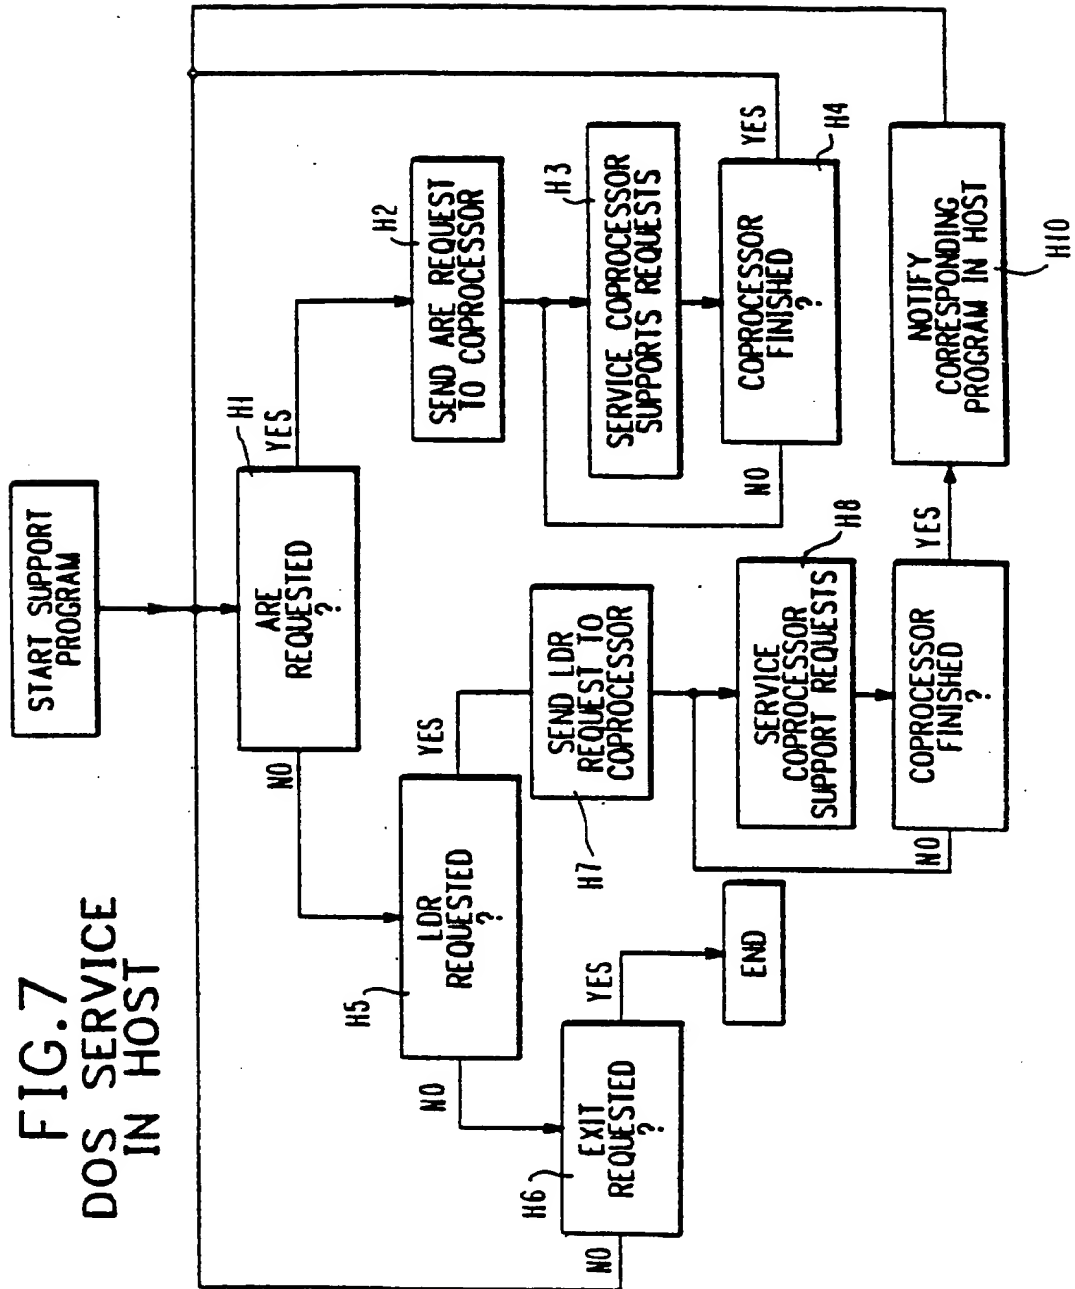 FIG.7
DOS SERVICE
IN HOST
START SUPPORT
PROGRAM
H1
ARE
REQUESTED
?
NO
YES
H2
SEND ARE REQUEST
TO COPROCESSOR
H3
SERVICE COPROCESSOR
SUPPORTS REQUESTS
COPROCESSOR
FINISHED
?
H4
NO
YES
H5
LDR
REQUESTED
?
NO
YES
H7
SEND LDR
REQUEST TO
COPROCESSOR
H6
EXIT
REQUESTED
?
NO
YES
END
H8
SERVICE
COPROCESSOR
SUPPORT REQUESTS
COPROCESSOR
FINISHED
?
NO
YES
NOTIFY
CORRESPONDING
PROGRAM IN HOST
H10